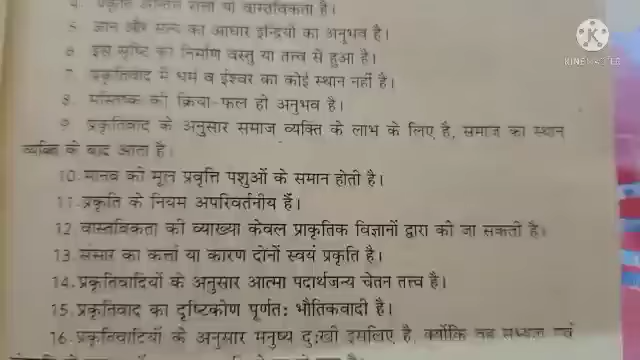 4. प्रकृति अन्तिम सत्ता या वास्तविकता है।
5 ज्ञान और सत्य का आधार इन्द्रियों का अनुभव है।
6 इस सृष्टि का निर्माण वस्तु या तत्त्व से हुआ है।
7 प्रकृतिवाद में धर्म व ईश्वर का कोई स्थान नहीं है।
8. मस्तिष्क की क्रिया-फल ही अनुभव है।
9 प्रकृतिवाद के अनुसार समाज व्यक्ति के लाभ के लिए है, समाज का स्थान
व्यक्ति के बाद आता है।
10. मानव की मूल प्रवृत्ति पशुओं के समान होती है।
11. प्रकृति के नियम अपरिवर्तनीय हैं।
12 वास्तविकता की व्याख्या केवल प्राकृतिक विज्ञानों द्वारा की जा सकती है।
13. संसार का कर्त्ता या कारण दोनों स्वयं प्रकृति है।
14. प्रकृतिवादियों के अनुसार आत्मा पदार्थजन्य चेतन तत्त्व है।
15. प्रकृतिवाद का दृष्टिकोण पूर्णत: भौतिकवादी है।
16. प्रकृतिवादियों के अनुसार मनुष्य दु:खी इसलिए है, क्योंकि वह सभ्यता एवं
KINEMASTER